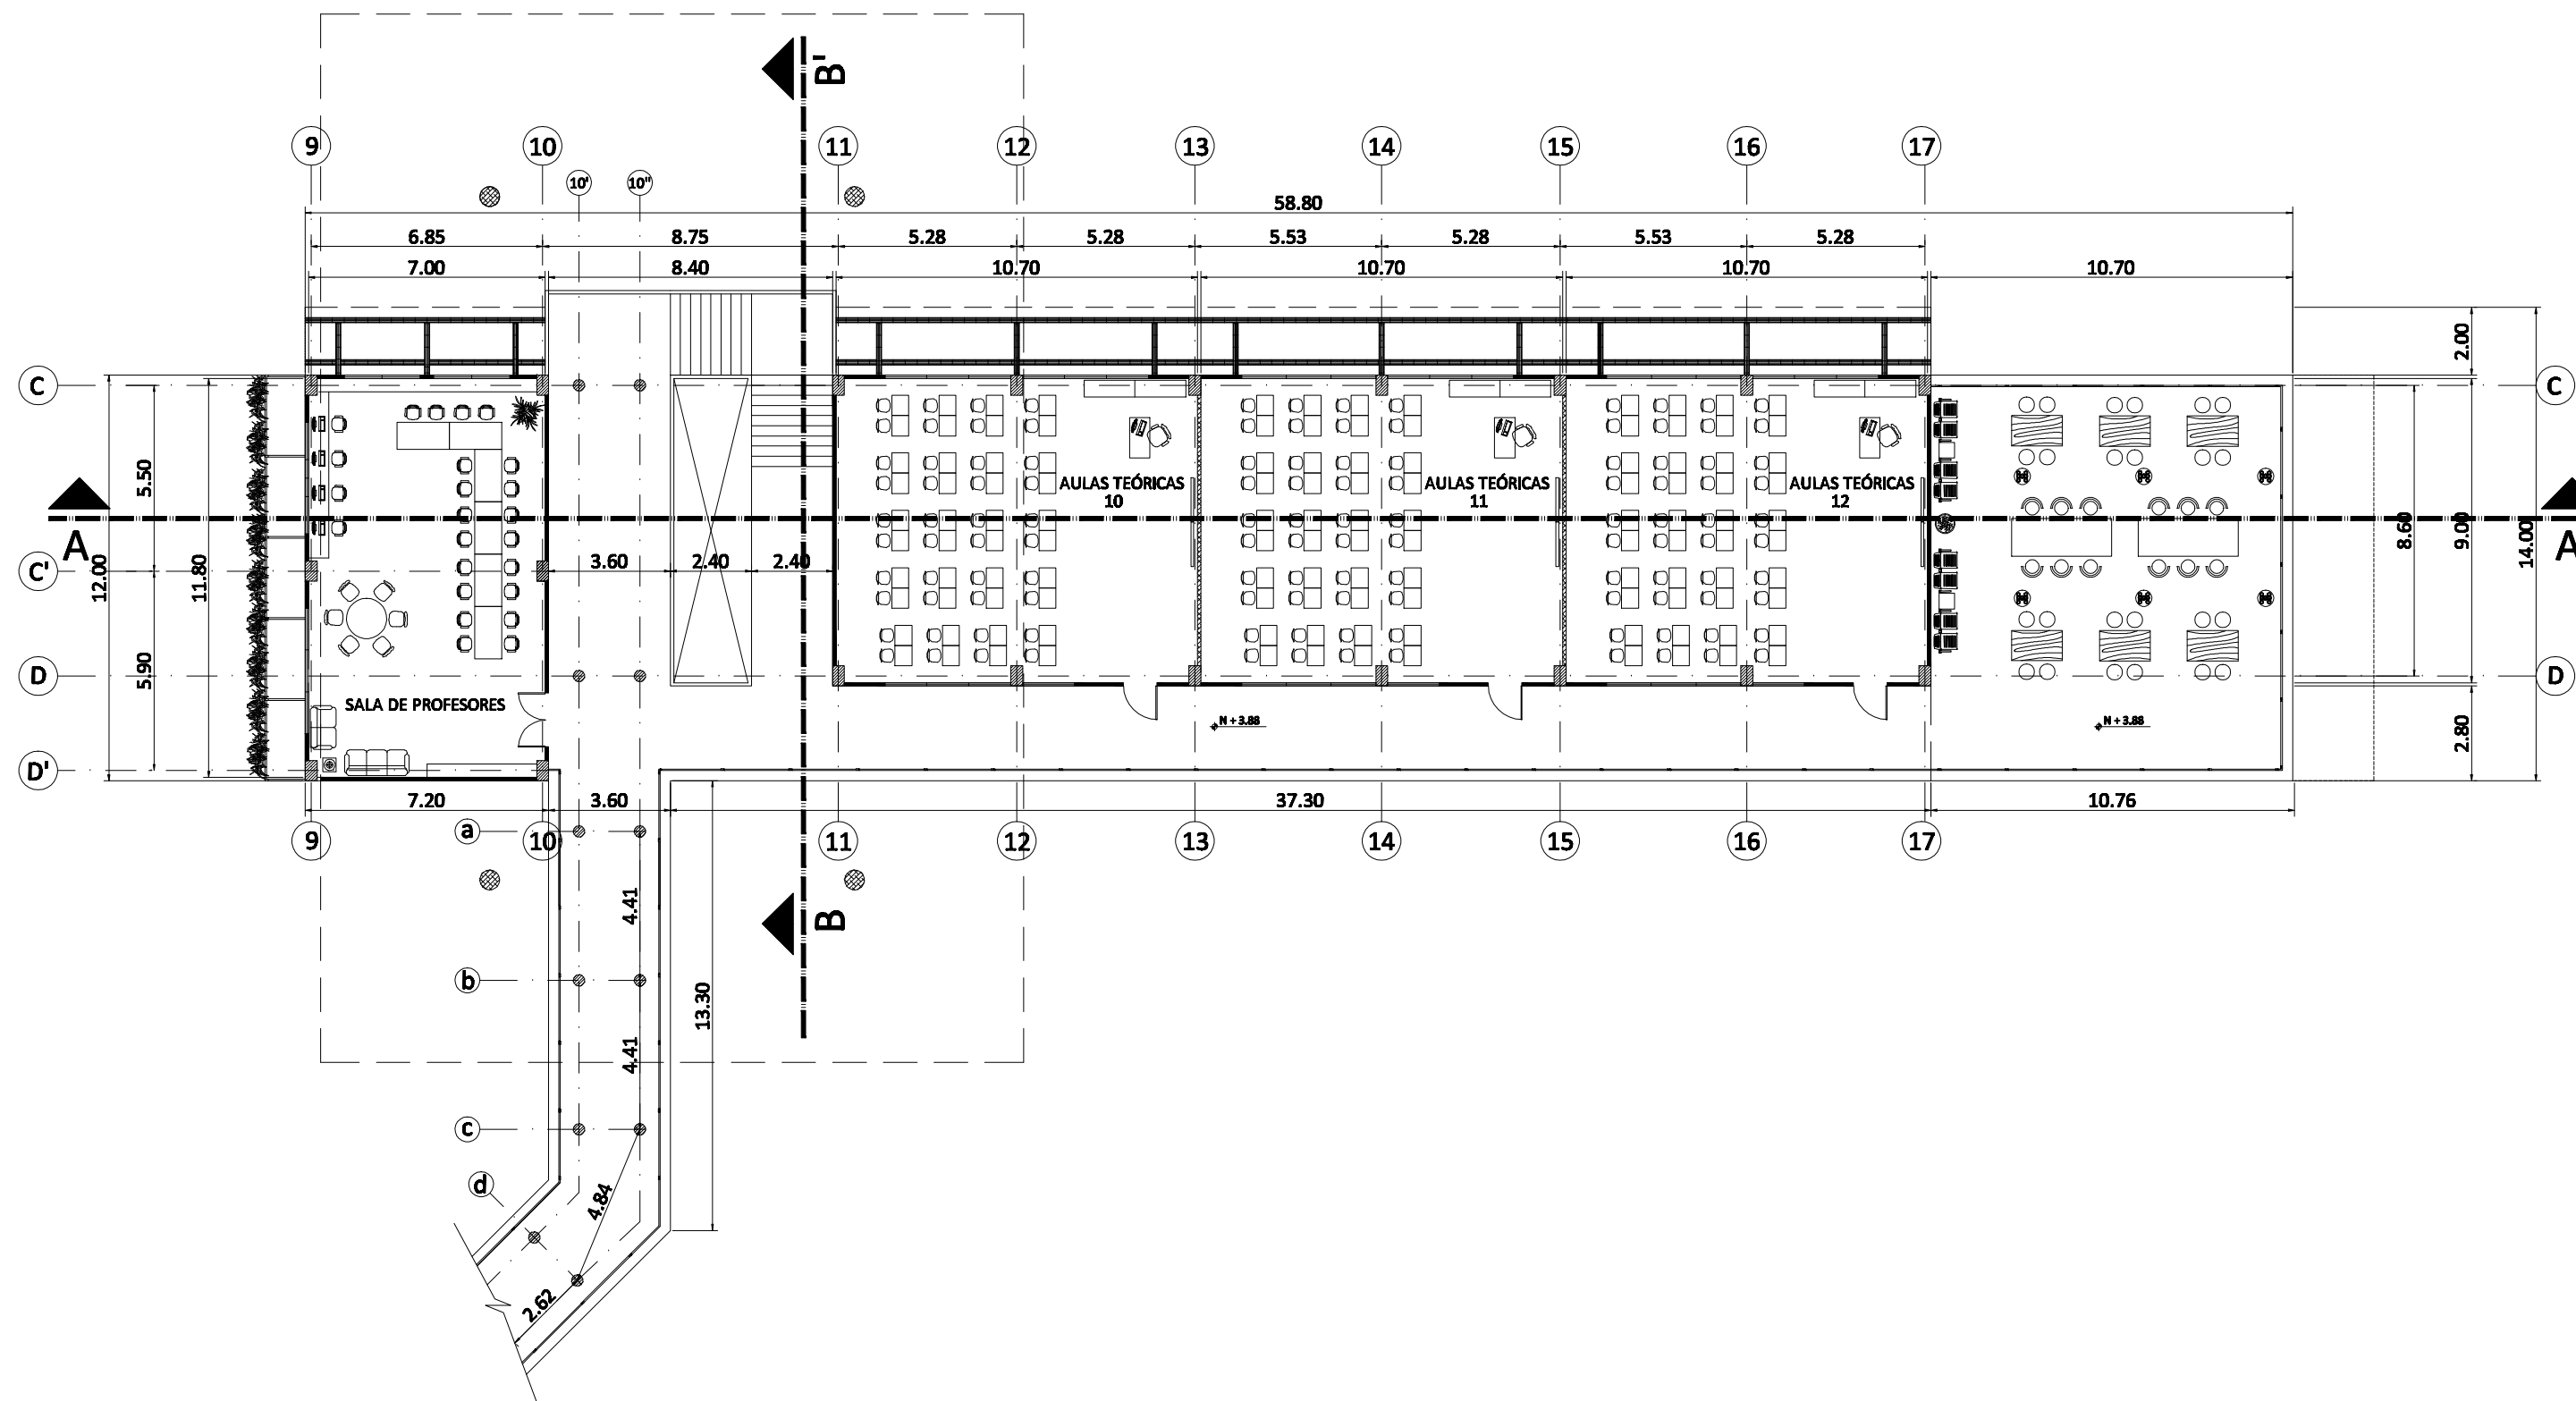 B'
9 10 11 12 13 14 15 16 17
10' 10"
58.80
6.85 8.75 5.28 5.28 5.53 5.28 5.53 5.28
7.00 8.40 10.70 10.70 10.70 10.70
2.00
C C
5.50
AULAS TEÓRICAS
10
AULAS TEÓRICAS
11
AULAS TEÓRICAS
12
A A
12.00 11.80 8.60 9.00 14.00
C' 3.60 2.40 2.40
D 5.90 D
SALA DE PROFESORES
N + 3.88 N + 3.88
2.80
D'
7.20 3.60 37.30 10.76
a
9 10 11 12 13 14 15 16 17
4.41
B
b
13.30
4.41
c
d
4.84
2.62